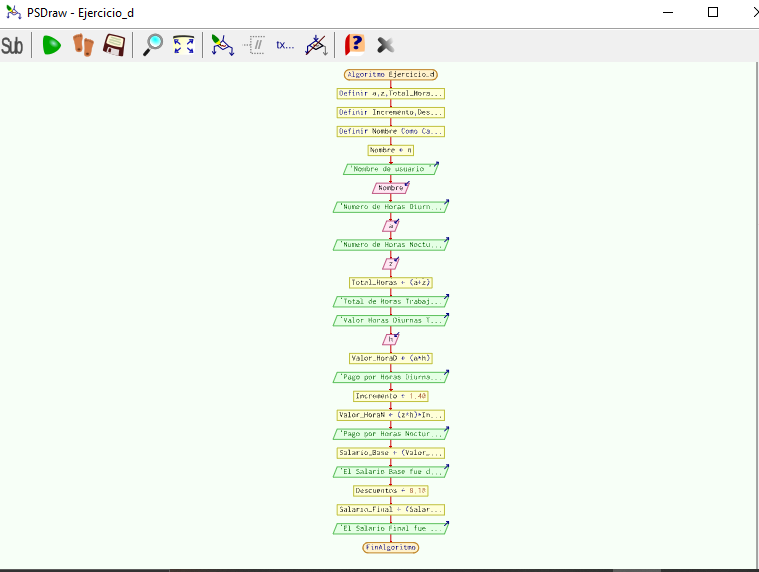 PSDraw - Ejercicio_d
Sub
tx...
?
Algoritmo Ejercicio_d
Definir a,z,Total_Hora...
Definir Incremento,Des...
Definir Nombre Como Ca...
Nombre ← n
'Nombre de usuario '
Nombre
'Numero de Horas Diurn...
a
'Numero de Horas Noctu...
z
Total_Horas ← (a+z)
'Total de Horas Trabaj...
'Valor Horas Diurnas T...
h
Valor_HoraD ← (a*h)
'Pago por Horas Diurna...
Incremento ← 1.40
Valor_HoraN ← (z*h)*In...
'Pago por Horas Noctur...
Salario_Base ← (Valor_...
'El Salario Base fue d...
Descuentos ← 0.10
Salario_Final ← (Salar...
'El Salario Final fue ...
FinAlgoritmo